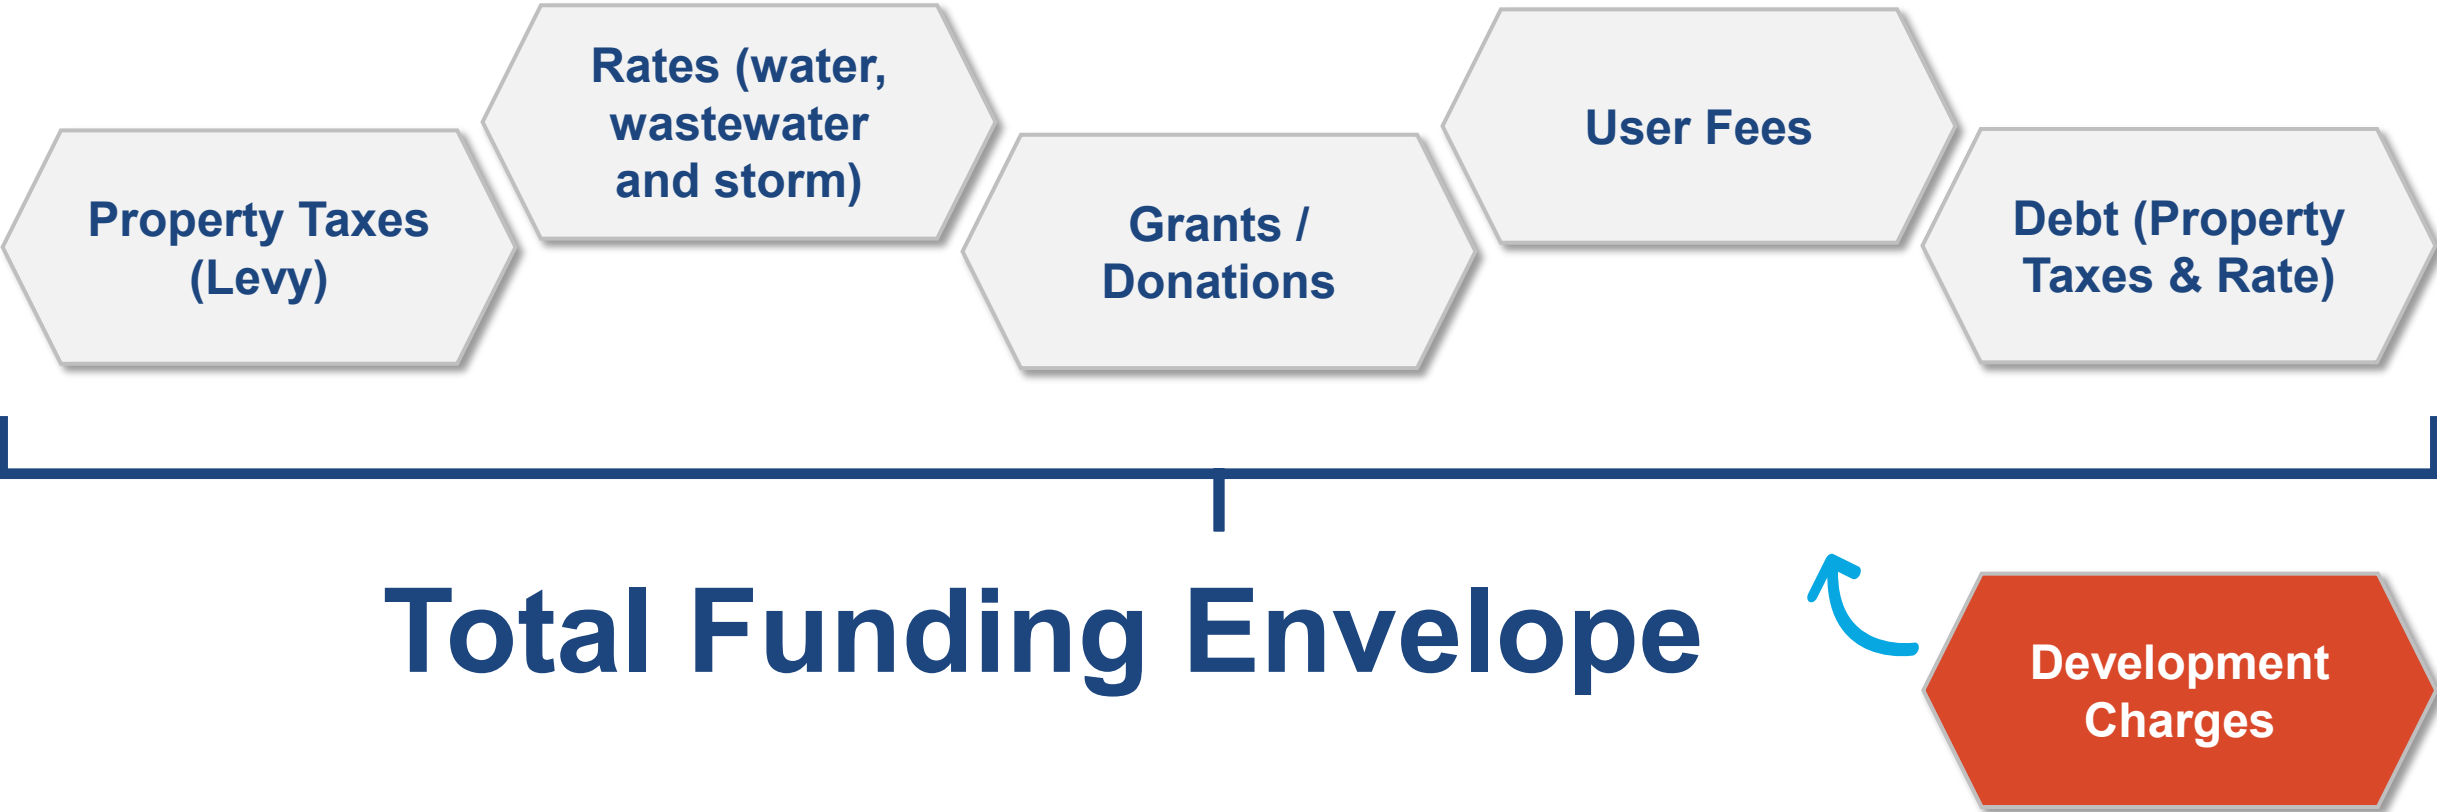 Property Taxes
(Levy)
Rates (water,
wastewater
and storm)
Grants /
Donations
User Fees
Debt (Property
Taxes & Rate)
Total Funding Envelope
Development
Charges